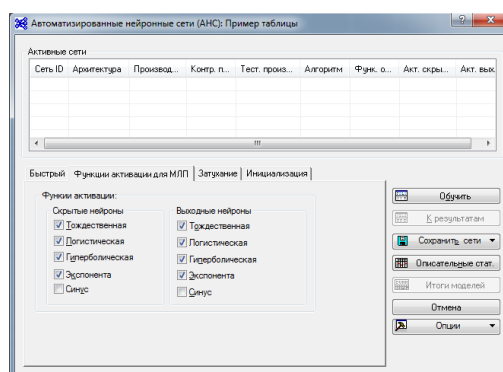 Автоматизированные нейронные сети (АНС): Пример таблицы
Активные сети
Сеть ID Архитектура Производ... Контр. п... Тест. произ... Алгоритм Функ. о... Акт. скры... Акт. вых
Быстрый Функции активации для МЛП Затухание Инициализация
Функии активации:
Скрытые нейроны Выходные нейроны
Тождественная Тождественная
Логистическая Логистическая
Гиперболическая Гиперболическая
Экспонента Экспонента
Синус Синус
Обучить
К результатам
Сохранить сети
Описательные стат.
Итоги моделей
Отмена
Опции